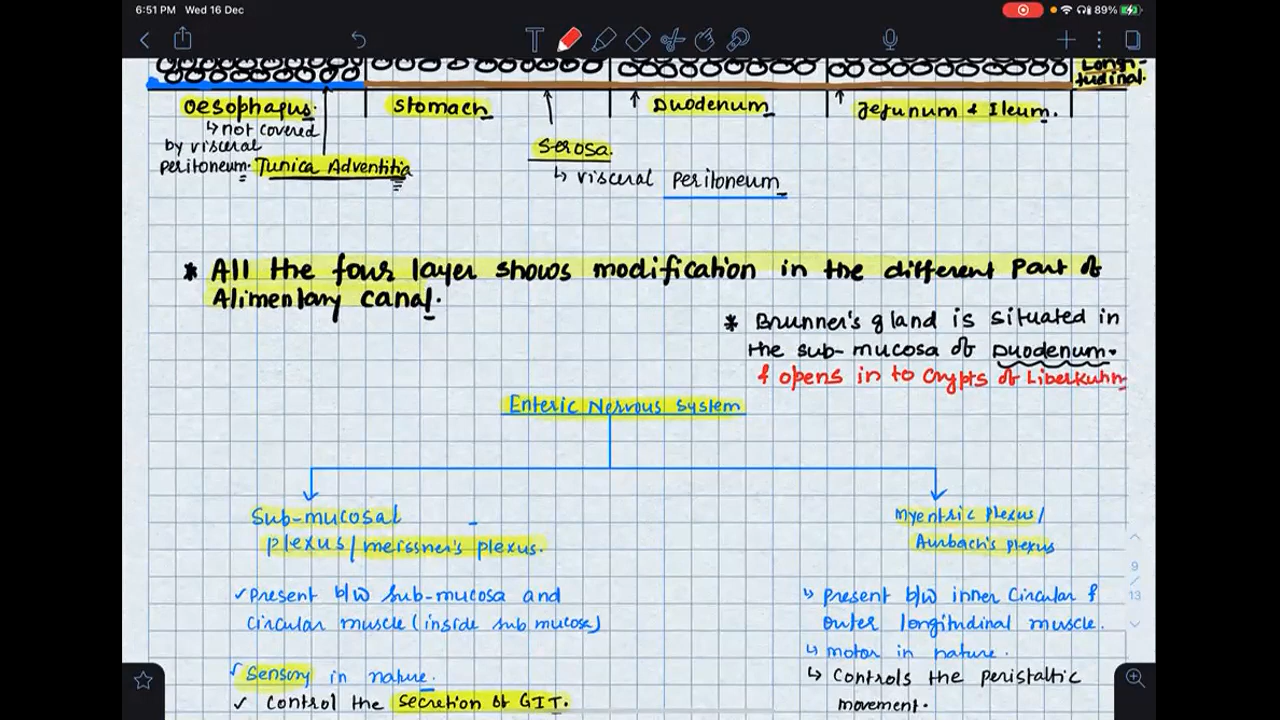 6:51 PM Wed 16 Dec
89%
Longi-
tudinal.
Oesophagus.
↳ not covered
by visceral
peritoneum.
Tunica Adventitia
Stomach
Duodenum
Jejunum & Ileum.
Serosa.
↳ visceral Peritoneum
* All the four layer shows modification in the different Part of
Alimentary canal.
* Brunner's gland is situated in
the sub-mucosa of Duodenum.
& opens in to Crypts of Liberkuhn
Enteric Nervous System
Sub-mucosal
plexus/meissner's plexus.
✓ Present b/w sub-mucosa and
circular muscle (inside sub mucosa)
✓ Sensory in nature.
✓ Control the secretion of GIT.
Myentric plexus/
Aurbach's plexus
↳ present b/w inner circular &
outer longitudinal muscle.
↳ motor in nature.
↳ Controls the peristaltic
movement.
9
/
13